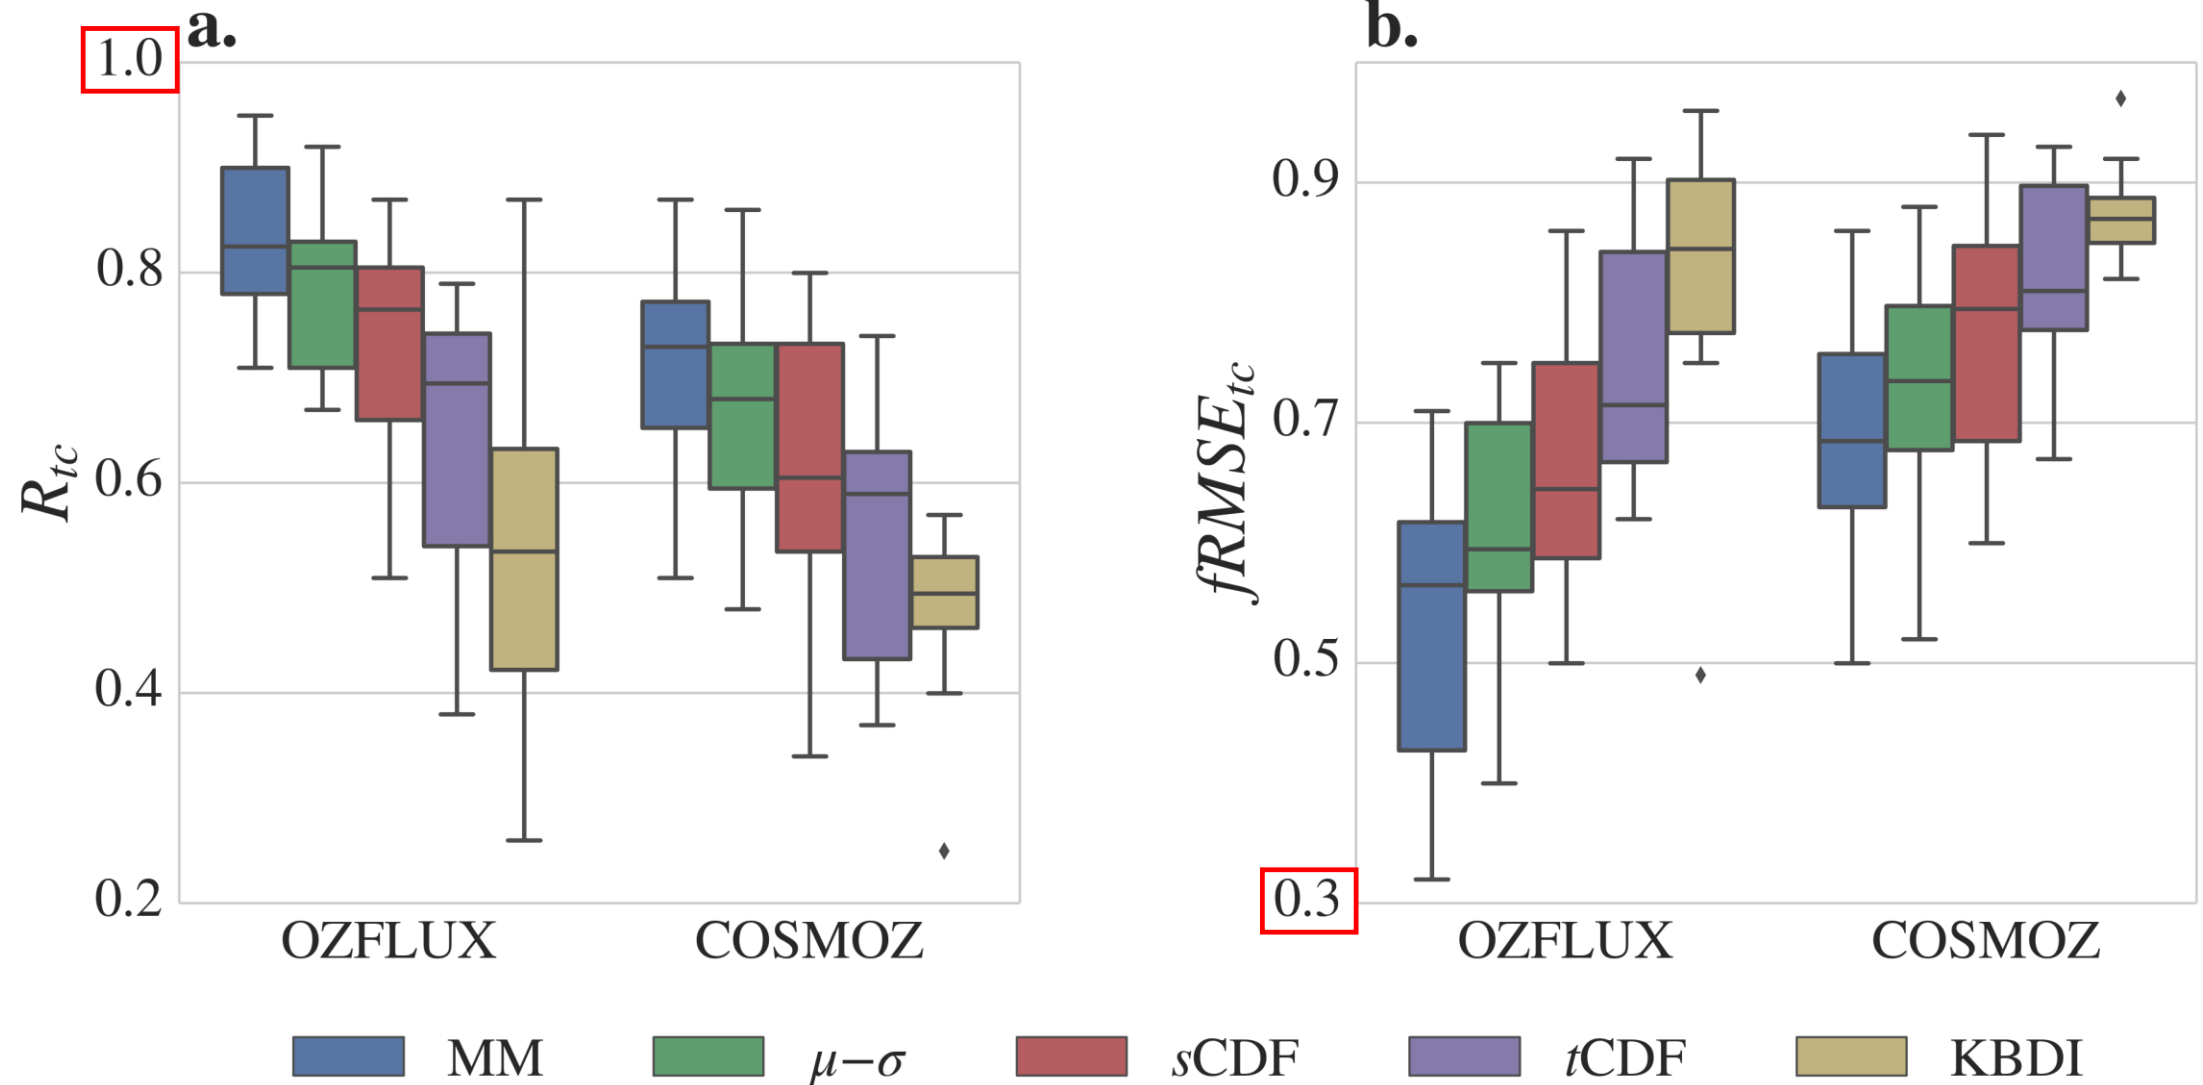 a.
1.0
0.8
0.6
0.4
0.2
R_tc
OZFLUX COSMOZ
b.
0.9
0.7
0.5
0.3
fRMSE_tc
OZFLUX COSMOZ
MM μ−σ sCDF tCDF KBDI